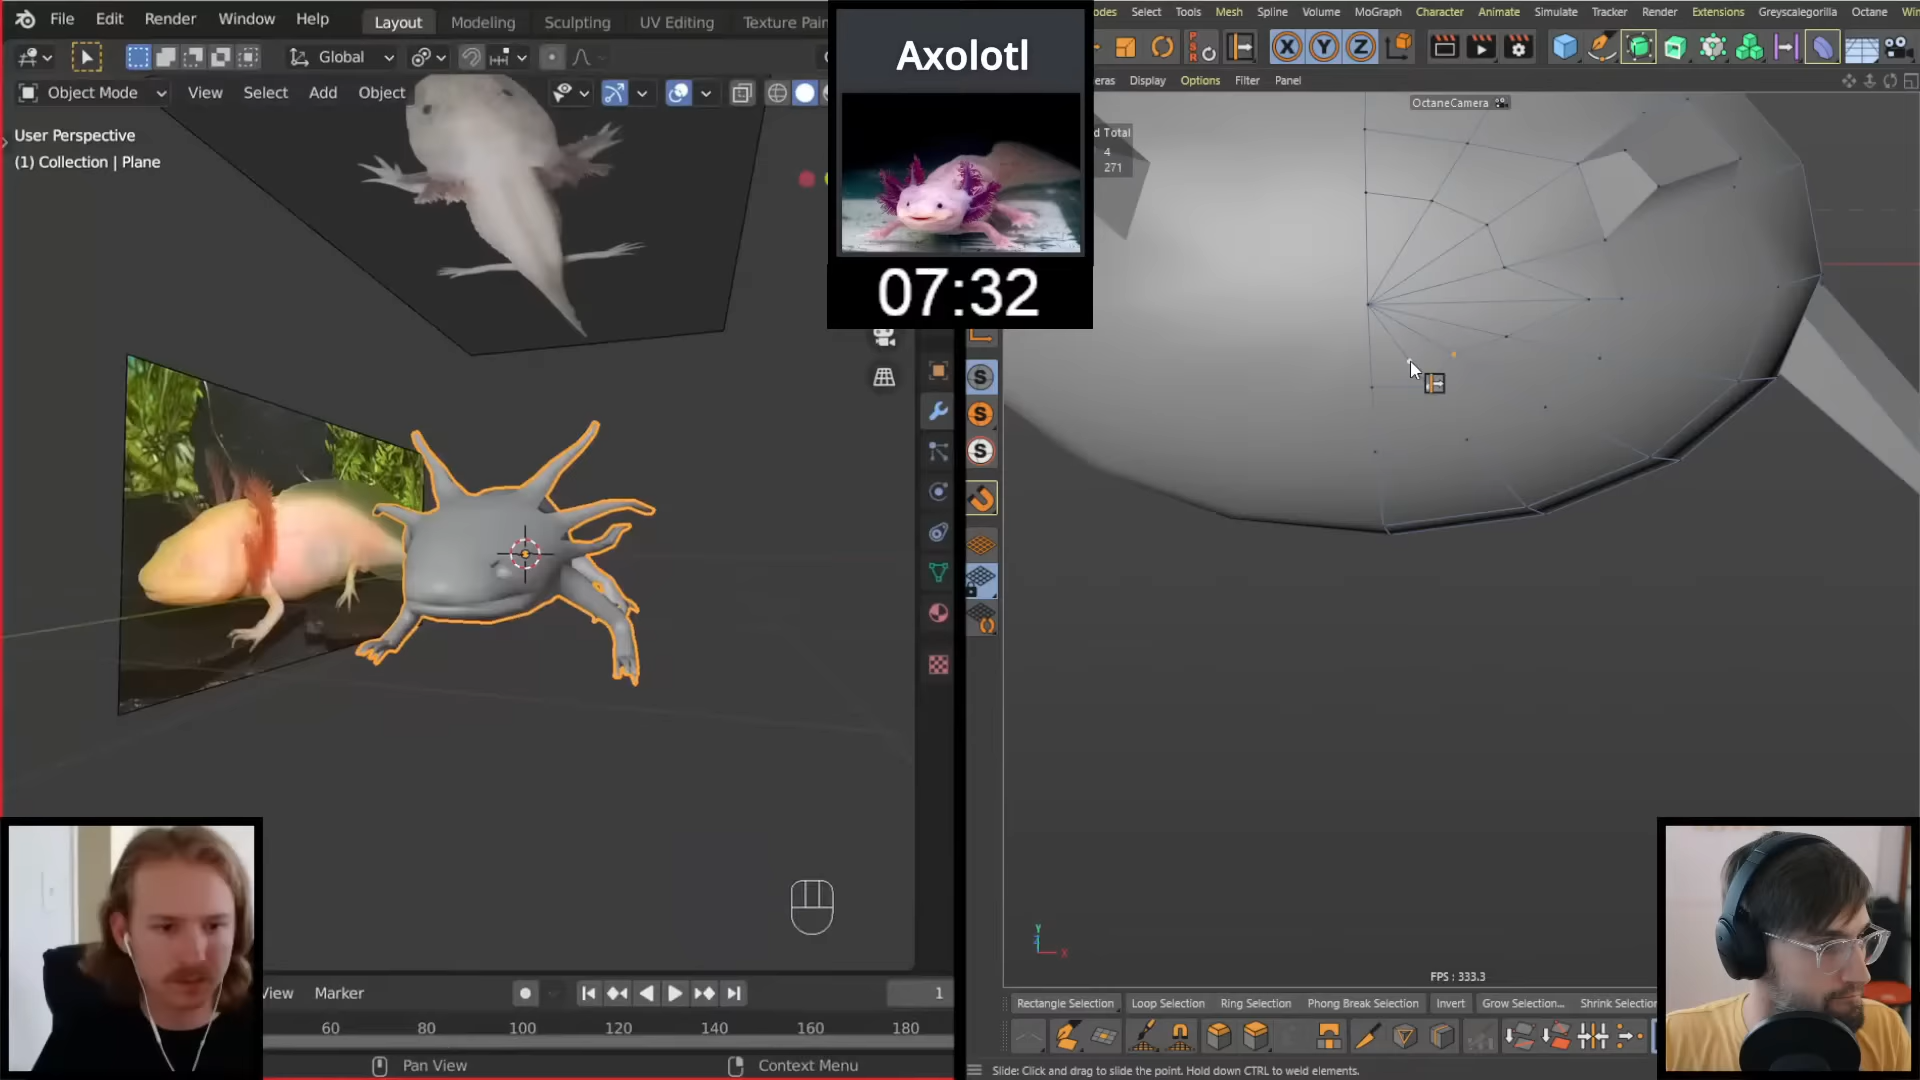 File Edit Render Window Help Layout Modeling Sculpting UV Editing Texture Pain
Global
Object Mode View Select Add Object
User Perspective
(1) Collection | Plane
Axolotl
07:32
odes Select Tools Mesh Spline Volume MoGraph Character Animate Simulate Tracker Render Extensions Greyscalegorilla Octane Win
PSR X Y Z
eras Display Options Filter Panel
OctaneCamera
d Total
4
271
S
S
S
Y
Z X
FPS : 333.3
View Marker 1
60 80 100 120 140 160 180
Pan View Context Menu
Rectangle Selection Loop Selection Ring Selection Phong Break Selection Invert Grow Selection... Shrink Selection
Slide: Click and drag to slide the point. Hold down CTRL to weld elements.